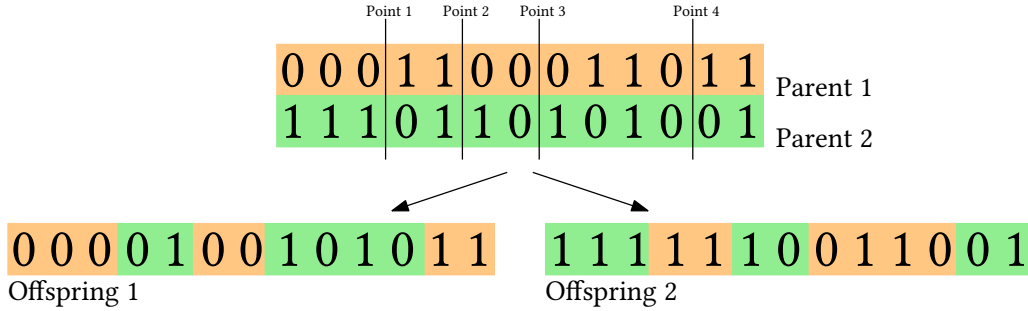 Point 1 Point 2 Point 3 Point 4
0 0 0 1 1 0 0 0 1 1 0 1 1 Parent 1
1 1 1 0 1 1 0 1 0 1 0 0 1 Parent 2
0 0 0 0 1 0 0 1 0 1 0 1 1 1 1 1 1 1 1 0 0 1 1 0 0 1
Offspring 1 Offspring 2